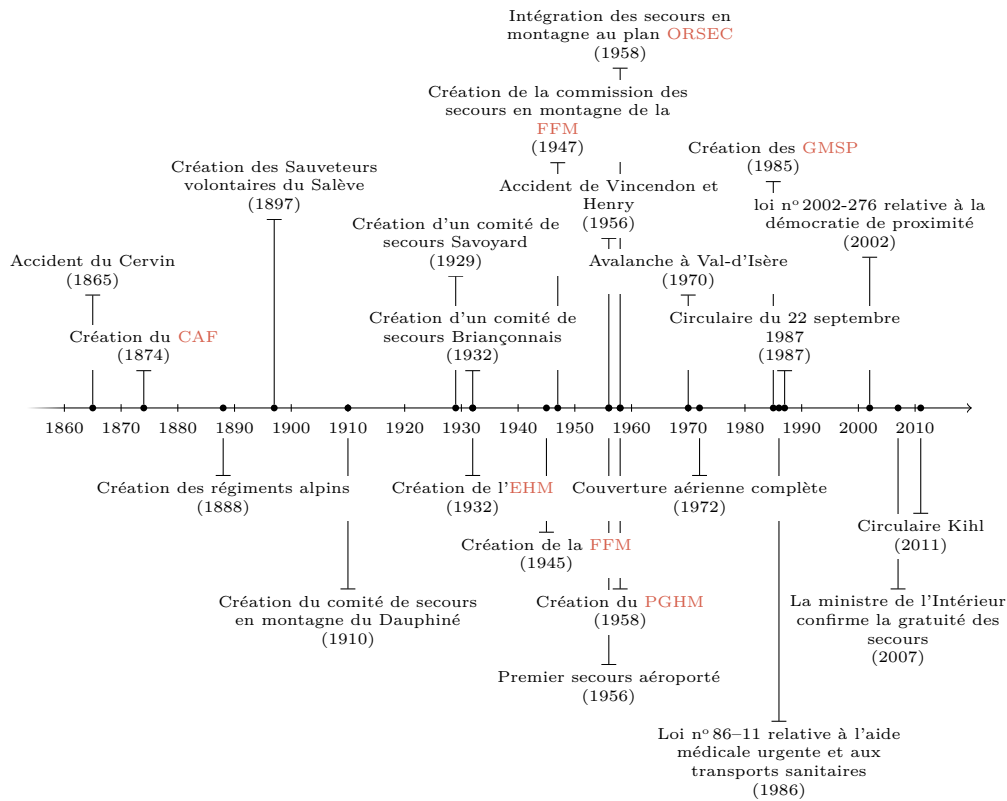 Intégration des secours en
montagne au plan ORSEC
(1958)
Création de la commission des
secours en montagne de la
FFM
(1947)
Création des GMSP
(1985)
Création des Sauveteurs
volontaires du Salève
(1897)
Accident de Vincendon et
Henry
(1956)
loi nº 2002-276 relative à la
démocratie de proximité
(2002)
Création d'un comité de
secours Savoyard
(1929)
Accident du Cervin
(1865)
Avalanche à Val-d'Isère
(1970)
Création d'un comité de
secours Briançonnais
(1932)
Circulaire du 22 septembre
1987
(1987)
Création du CAF
(1874)
1860 1870 1880 1890 1900 1910 1920 1930 1940 1950 1960 1970 1980 1990 2000 2010
Création des régiments alpins
(1888)
Création de l'EHM
(1932)
Couverture aérienne complète
(1972)
Circulaire Kihl
(2011)
Création de la FFM
(1945)
Création du comité de secours
en montagne du Dauphiné
(1910)
Création du PGHM
(1958)
La ministre de l'Intérieur
confirme la gratuité des
secours
(2007)
Premier secours aéroporté
(1956)
Loi nº 86–11 relative à l'aide
médicale urgente et aux
transports sanitaires
(1986)